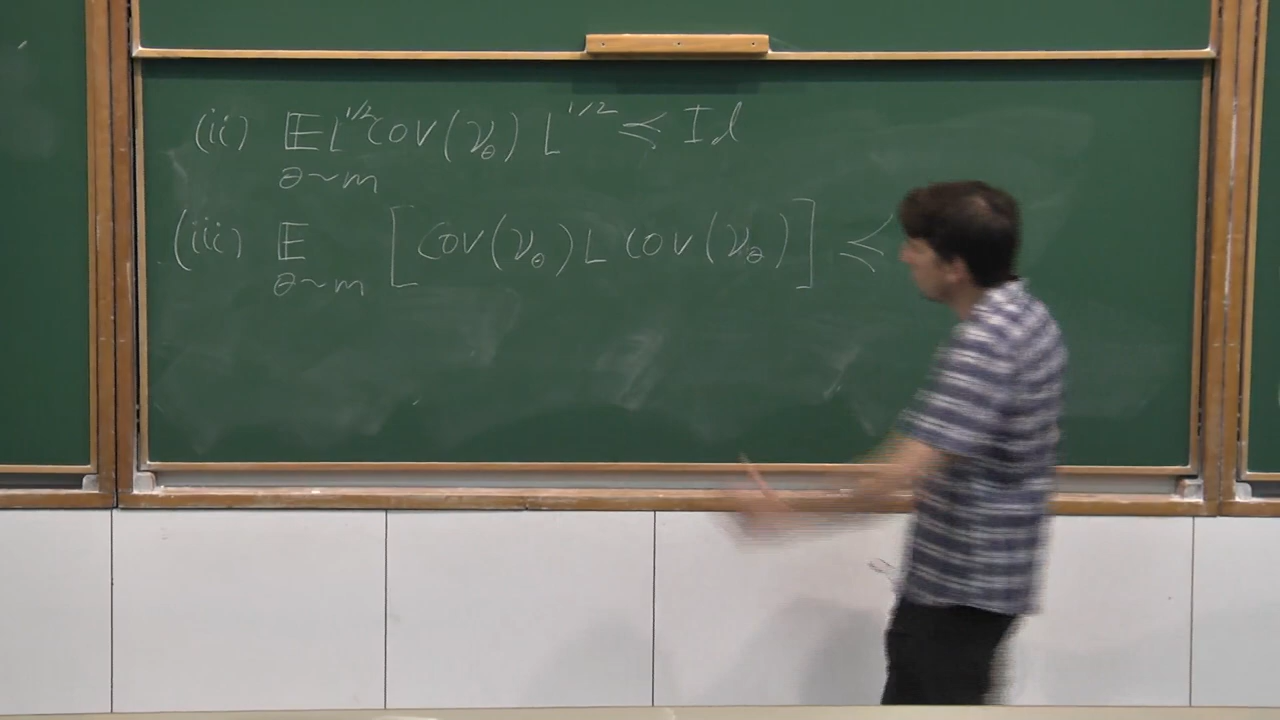 (ii) 𝔼 L^{1/2} COV(ν_θ) L^{1/2} ≼ Id
θ~m
(iii) 𝔼 [COV(ν_θ) L COV(ν_θ)] ≼
θ~m